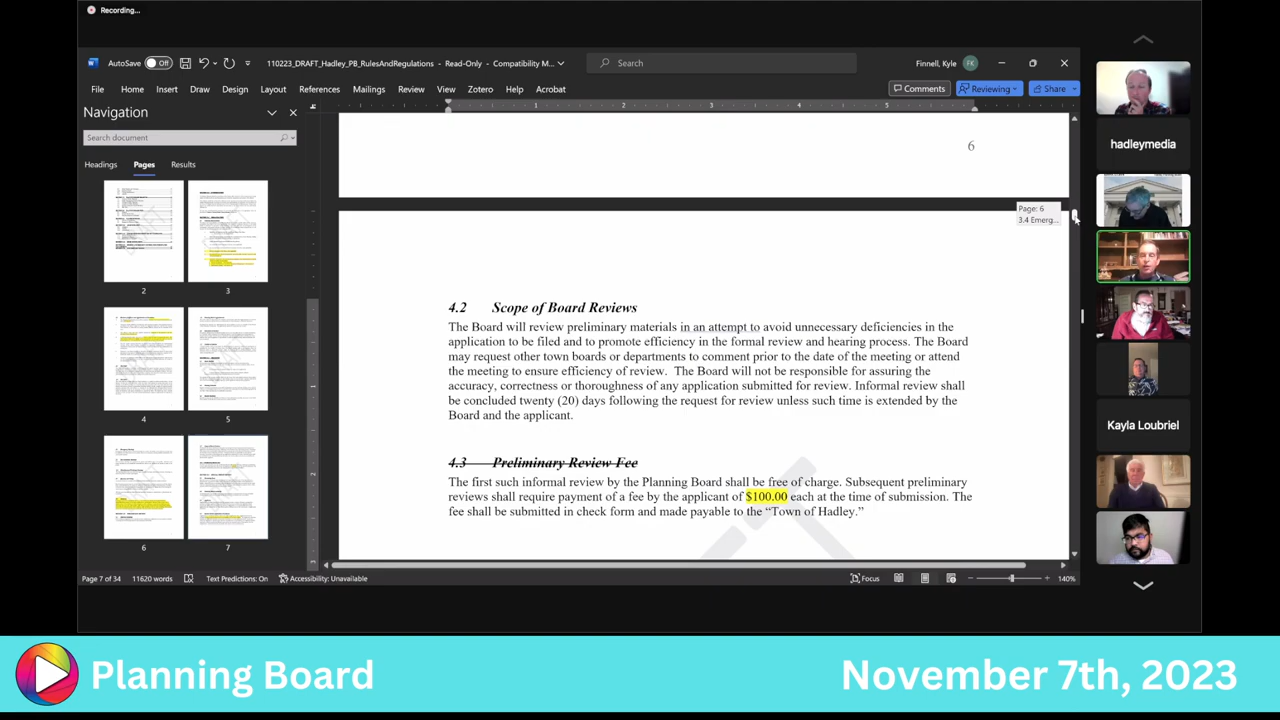 Recording...
AutoSave Off 110223_DRAFT_Hadley_PB_RulesAndRegulations - Read-Only - Compatibility M... Search Finnell, Kyle FK
File Home Insert Draw Design Layout References Mailings Review View Zotero Help Acrobat Comments Reviewing Share
Navigation
Search document
Headings Pages Results
2 3
4 5
6 7
6
Page: 6
3.4 Emerg...
4.2 Scope of Board Review
The Board will review preliminary materials in an attempt to avoid unnecessary deficiencies in the
application to be filed and to promote efficiency in the formal review and hearing process. The Board
may request other town boards or departments to comment prior to the date of the meeting or attend
the meeting to ensure efficiency of review. The Board will not be responsible for assuring the
accuracy, correctness or thoroughness of any application submitted for review. Informal review shall
be concluded twenty (20) days following the request for review unless such time is extended by the
Board and the applicant.
4.3 Preliminary Review Fee
The first such informal review by the Planning Board shall be free of charge. Subsequent preliminary
reviews shall require payment of a fee by the applicant of $100.00 each at the time of submission. The
fee shall be submitted in check format made payable to the “Town of Hadley.”
Page 7 of 34 11620 words Text Predictions: On Accessibility: Unavailable Focus 140%
hadleymedia
Kayla Loubriel
Planning Board November 7th, 2023